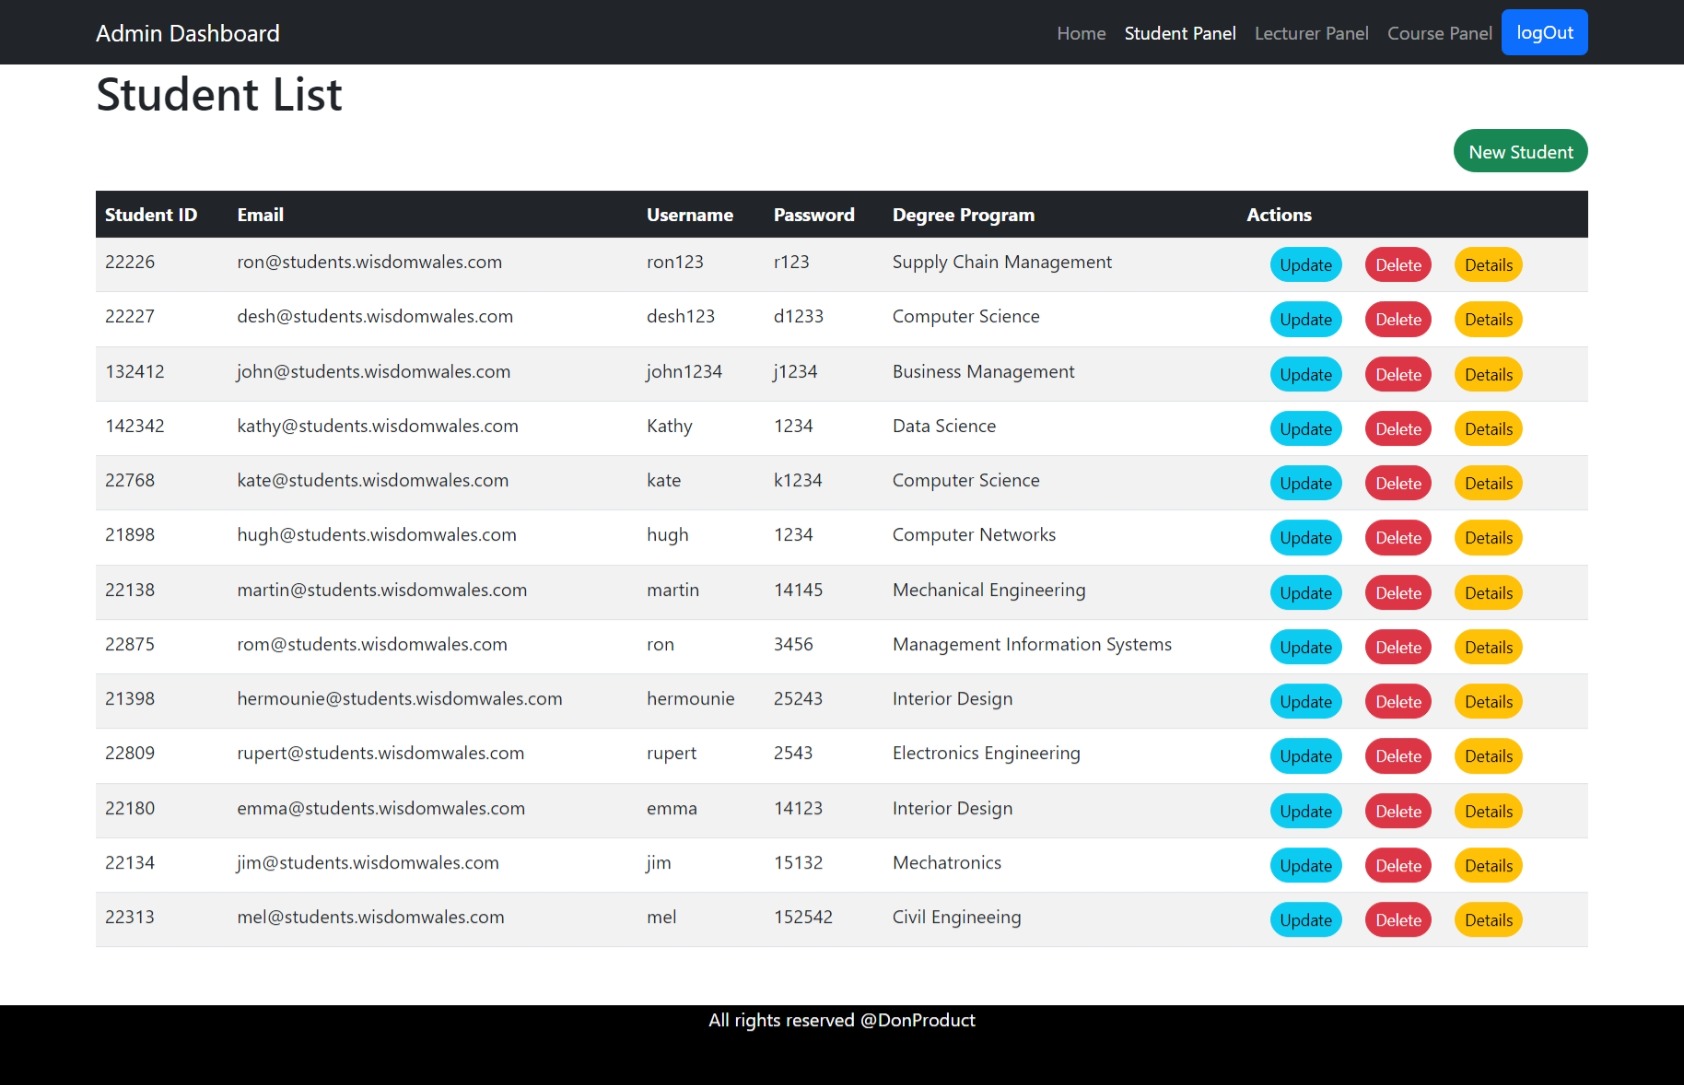 Admin Dashboard Home Student Panel Lecturer Panel Course Panel logOut
Student List
New Student
Student ID Email Username Password Degree Program Actions
22226 ron@students.wisdomwales.com ron123 r123 Supply Chain Management Update Delete Details
22227 desh@students.wisdomwales.com desh123 d1233 Computer Science Update Delete Details
132412 john@students.wisdomwales.com john1234 j1234 Business Management Update Delete Details
142342 kathy@students.wisdomwales.com Kathy 1234 Data Science Update Delete Details
22768 kate@students.wisdomwales.com kate k1234 Computer Science Update Delete Details
21898 hugh@students.wisdomwales.com hugh 1234 Computer Networks Update Delete Details
22138 martin@students.wisdomwales.com martin 14145 Mechanical Engineering Update Delete Details
22875 rom@students.wisdomwales.com ron 3456 Management Information Systems Update Delete Details
21398 hermounie@students.wisdomwales.com hermounie 25243 Interior Design Update Delete Details
22809 rupert@students.wisdomwales.com rupert 2543 Electronics Engineering Update Delete Details
22180 emma@students.wisdomwales.com emma 14123 Interior Design Update Delete Details
22134 jim@students.wisdomwales.com jim 15132 Mechatronics Update Delete Details
22313 mel@students.wisdomwales.com mel 152542 Civil Engineeing Update Delete Details
All rights reserved @DonProduct